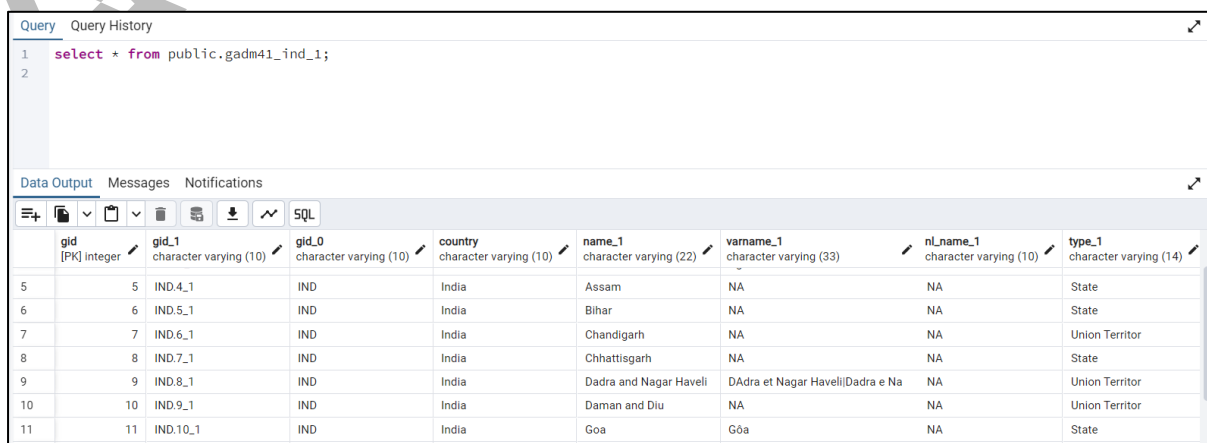 Query Query History
1 select * from public.gadm41_ind_1;
2
Data Output Messages Notifications
SQL
gid gid_1 gid_0 country name_1 varname_1 nl_name_1 type_1
[PK] integer character varying (10) character varying (10) character varying (10) character varying (22) character varying (33) character varying (10) character varying (14)
5 5 IND.4_1 IND India Assam NA NA State
6 6 IND.5_1 IND India Bihar NA NA State
7 7 IND.6_1 IND India Chandigarh NA NA Union Territor
8 8 IND.7_1 IND India Chhattisgarh NA NA State
9 9 IND.8_1 IND India Dadra and Nagar Haveli DAdra et Nagar Haveli|Dadra e Na NA Union Territor
10 10 IND.9_1 IND India Daman and Diu NA NA Union Territor
11 11 IND.10_1 IND India Goa Gôa NA State